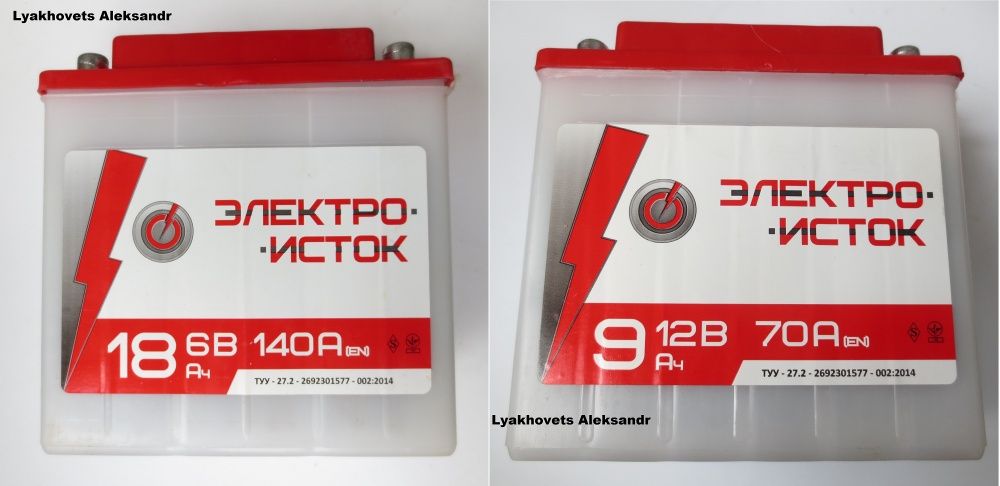 Lyakhovets Aleksandr
ЭЛЕКТРО
ИСТОК
18 Ач 6В 140А (EN)
ТУУ - 27.2 - 2692301577 - 002:2014
ЭЛЕКТРО
ИСТОК
9 Ач 12В 70А (EN)
ТУУ - 27.2 - 2692301577 - 002:2014
Lyakhovets Aleksandr